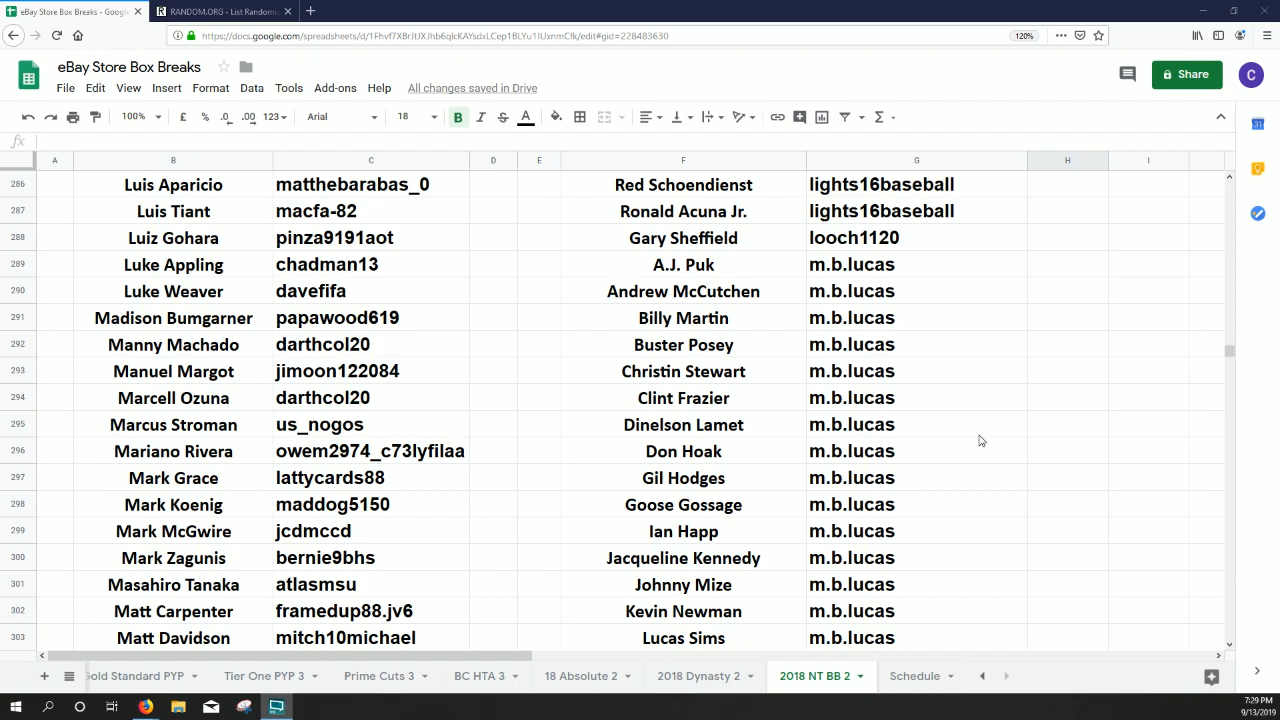 eBay Store Box Breaks - Google
RANDOM.ORG - List Randomi
120%
eBay Store Box Breaks
File Edit View Insert Format Data Tools Add-ons Help All changes saved in Drive
Share
C
100% £ % .0 .00 123 Arial 18 B I S A
fx
A B C D E F G H I
286 Luis Aparicio matthebarabas_0 Red Schoendienst lights16baseball
287 Luis Tiant macfa-82 Ronald Acuna Jr. lights16baseball
288 Luiz Gohara pinza9191aot Gary Sheffield looch1120
289 Luke Appling chadman13 A.J. Puk m.b.lucas
290 Luke Weaver davefifa Andrew McCutchen m.b.lucas
291 Madison Bumgarner papawood619 Billy Martin m.b.lucas
292 Manny Machado darthcol20 Buster Posey m.b.lucas
293 Manuel Margot jimoon122084 Christin Stewart m.b.lucas
294 Marcell Ozuna darthcol20 Clint Frazier m.b.lucas
295 Marcus Stroman us_nogos Dinelson Lamet m.b.lucas
296 Mariano Rivera owem2974_c73lyfilaa Don Hoak m.b.lucas
297 Mark Grace lattycards88 Gil Hodges m.b.lucas
298 Mark Koenig maddog5150 Goose Gossage m.b.lucas
299 Mark McGwire jcdmccd Ian Happ m.b.lucas
300 Mark Zagunis bernie9bhs Jacqueline Kennedy m.b.lucas
301 Masahiro Tanaka atlasmsu Johnny Mize m.b.lucas
302 Matt Carpenter framedup88.jv6 Kevin Newman m.b.lucas
303 Matt Davidson mitch10michael Lucas Sims m.b.lucas
Gold Standard PYP Tier One PYP 3 Prime Cuts 3 BC HTA 3 18 Absolute 2 2018 Dynasty 2 2018 NT BB 2 Schedule
7:29 PM
9/13/2019